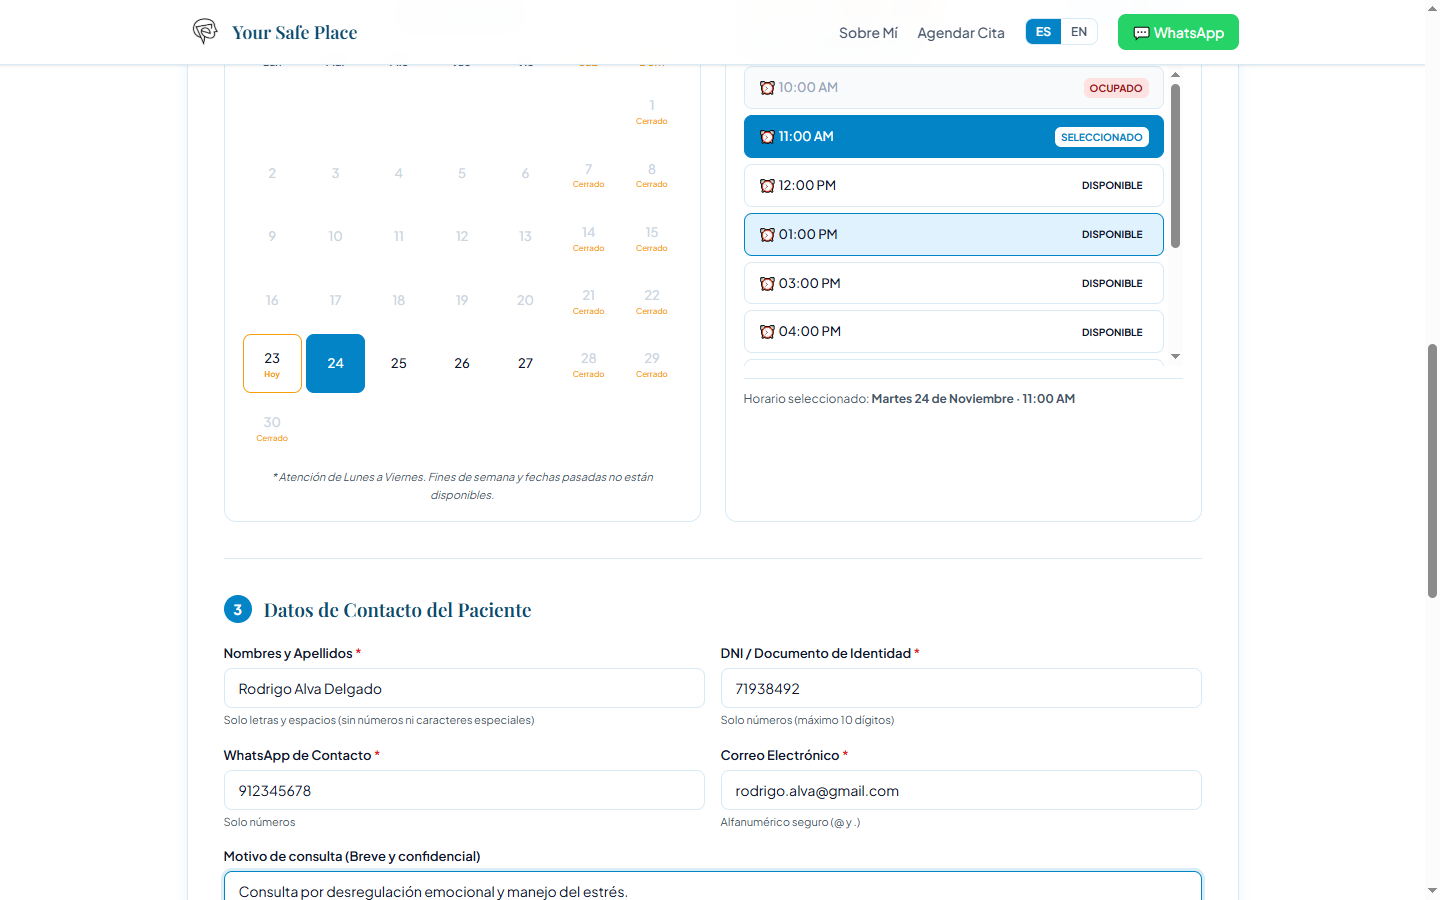 Your Safe Place
Sobre Mí
Agendar Cita
ES
EN
WhatsApp
1
Cerrado
2
3
4
5
6
7
Cerrado
8
Cerrado
9
10
11
12
13
14
Cerrado
15
Cerrado
16
17
18
19
20
21
Cerrado
22
Cerrado
23
Hoy
24
25
26
27
28
Cerrado
29
Cerrado
30
Cerrado
* Atención de Lunes a Viernes. Fines de semana y fechas pasadas no están
disponibles.
10:00 AM
OCUPADO
11:00 AM
SELECCIONADO
12:00 PM
DISPONIBLE
01:00 PM
DISPONIBLE
03:00 PM
DISPONIBLE
04:00 PM
DISPONIBLE
Horario seleccionado: Martes 24 de Noviembre · 11:00 AM
3
Datos de Contacto del Paciente
Nombres y Apellidos *
Rodrigo Alva Delgado
Solo letras y espacios (sin números ni caracteres especiales)
DNI / Documento de Identidad *
71938492
Solo números (máximo 10 dígitos)
WhatsApp de Contacto *
912345678
Solo números
Correo Electrónico *
rodrigo.alva@gmail.com
Alfanumérico seguro (@ y .)
Motivo de consulta (Breve y confidencial)
Consulta por desregulación emocional y manejo del estrés.